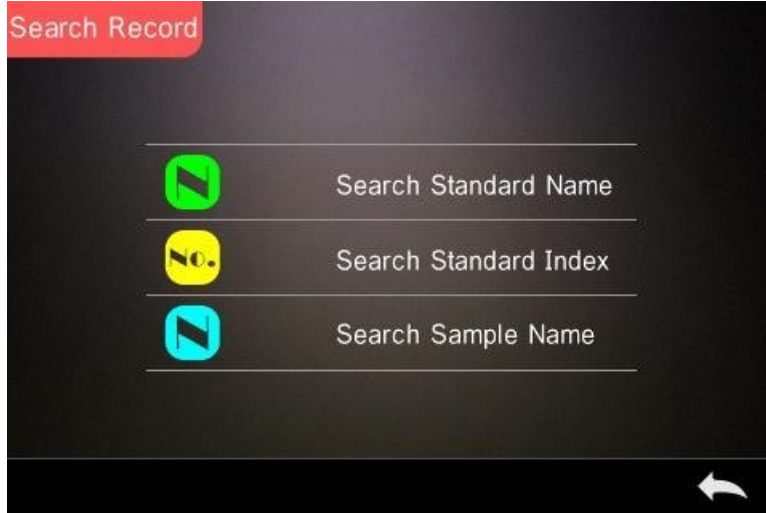 Search Record
N
Search Standard Name
No.
Search Standard Index
N
Search Sample Name